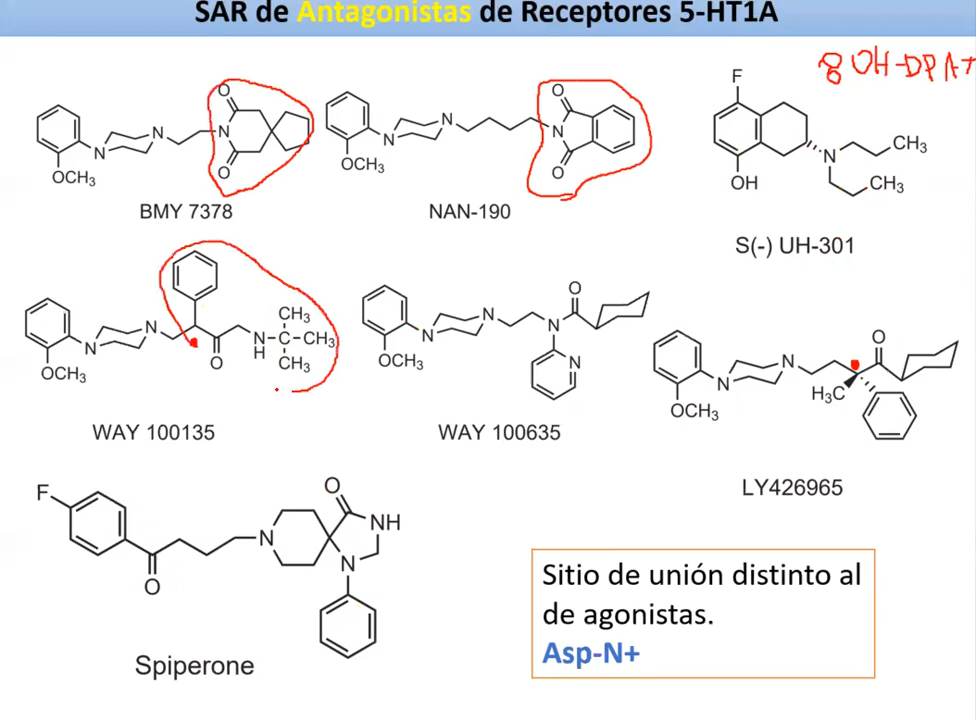 SAR de Antagonistas de Receptores 5-HT1A
8 OH-DPAT
O
N
N
N
O
OCH3
BMY 7378
O
N
N
N
O
OCH3
NAN-190
F
OH
N
CH3
CH3
S(-) UH-301
N
N
OCH3
O
N
H
CH3
CH3
CH3
WAY 100135
N
N
OCH3
N
O
N
WAY 100635
N
N
OCH3
H3C
O
LY426965
F
O
N
O
NH
N
Spiperone
Sitio de unión distinto al
de agonistas.
Asp-N+